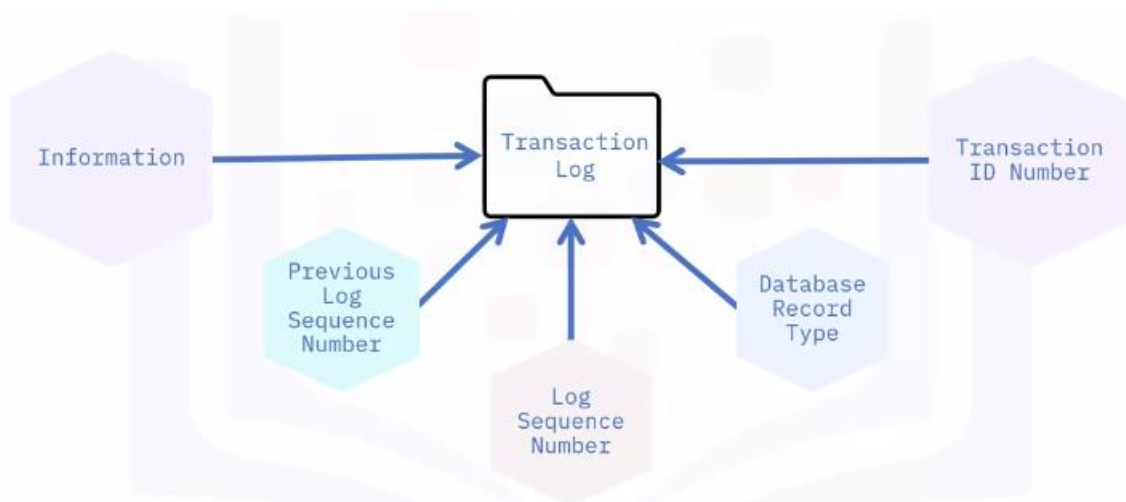 Information
Transaction
Log
Transaction
ID Number
Previous
Log
Sequence
Number
Log
Sequence
Number
Database
Record
Type